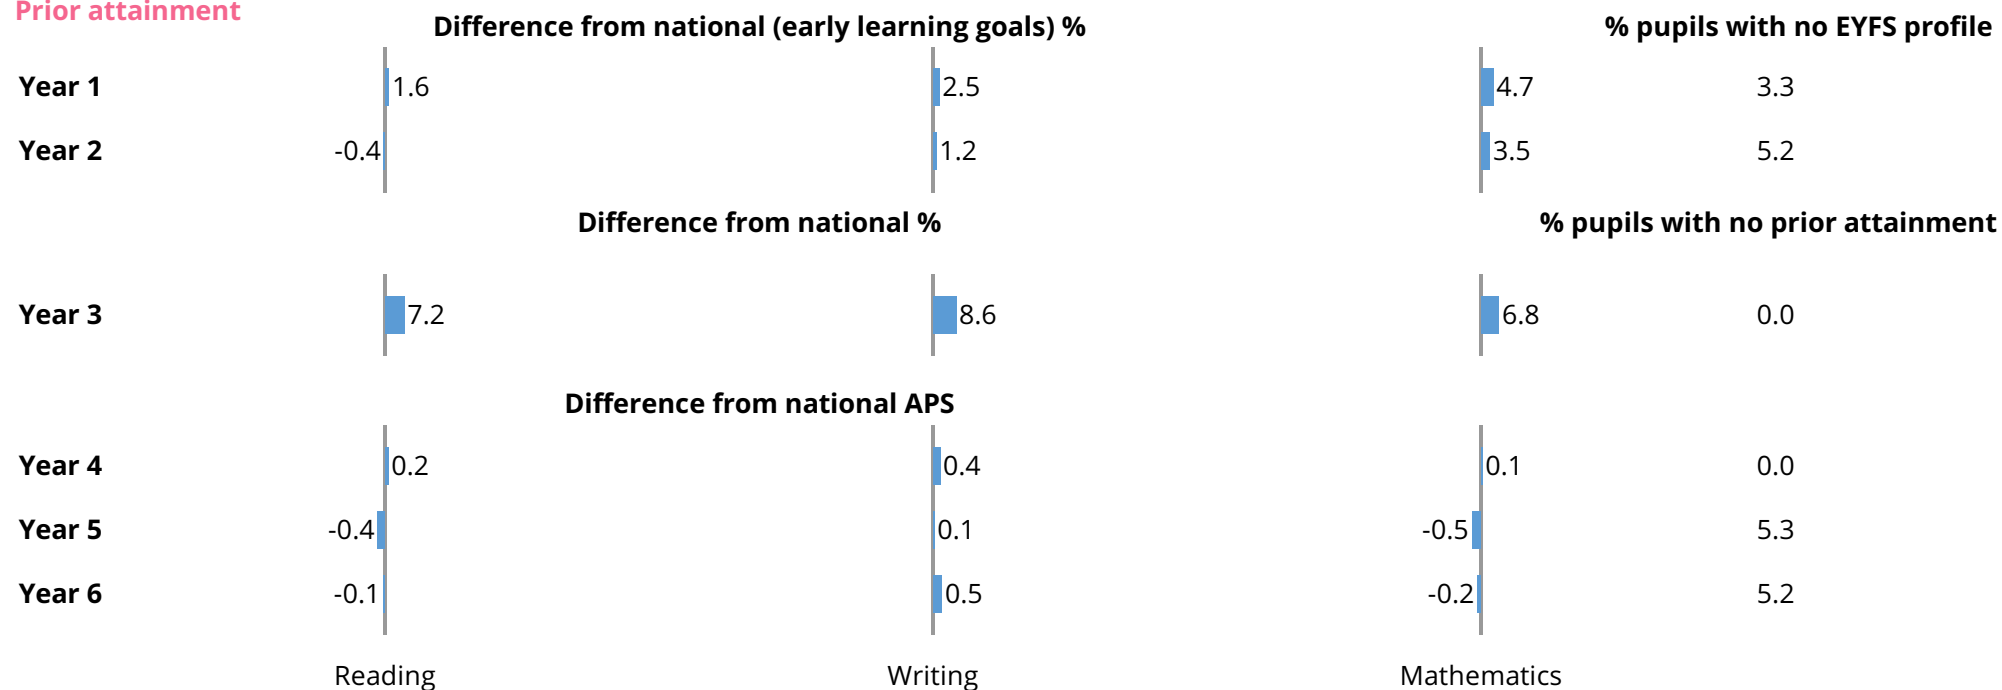 Prior attainment
Difference from national (early learning goals) % % pupils with no EYFS profile
Year 1 1.6 2.5 4.7 3.3
Year 2 -0.4 1.2 3.5 5.2
Difference from national % % pupils with no prior attainment
Year 3 7.2 8.6 6.8 0.0
Difference from national APS
Year 4 0.2 0.4 0.1 0.0
Year 5 -0.4 0.1 -0.5 5.3
Year 6 -0.1 0.5 -0.2 5.2
Reading Writing Mathematics